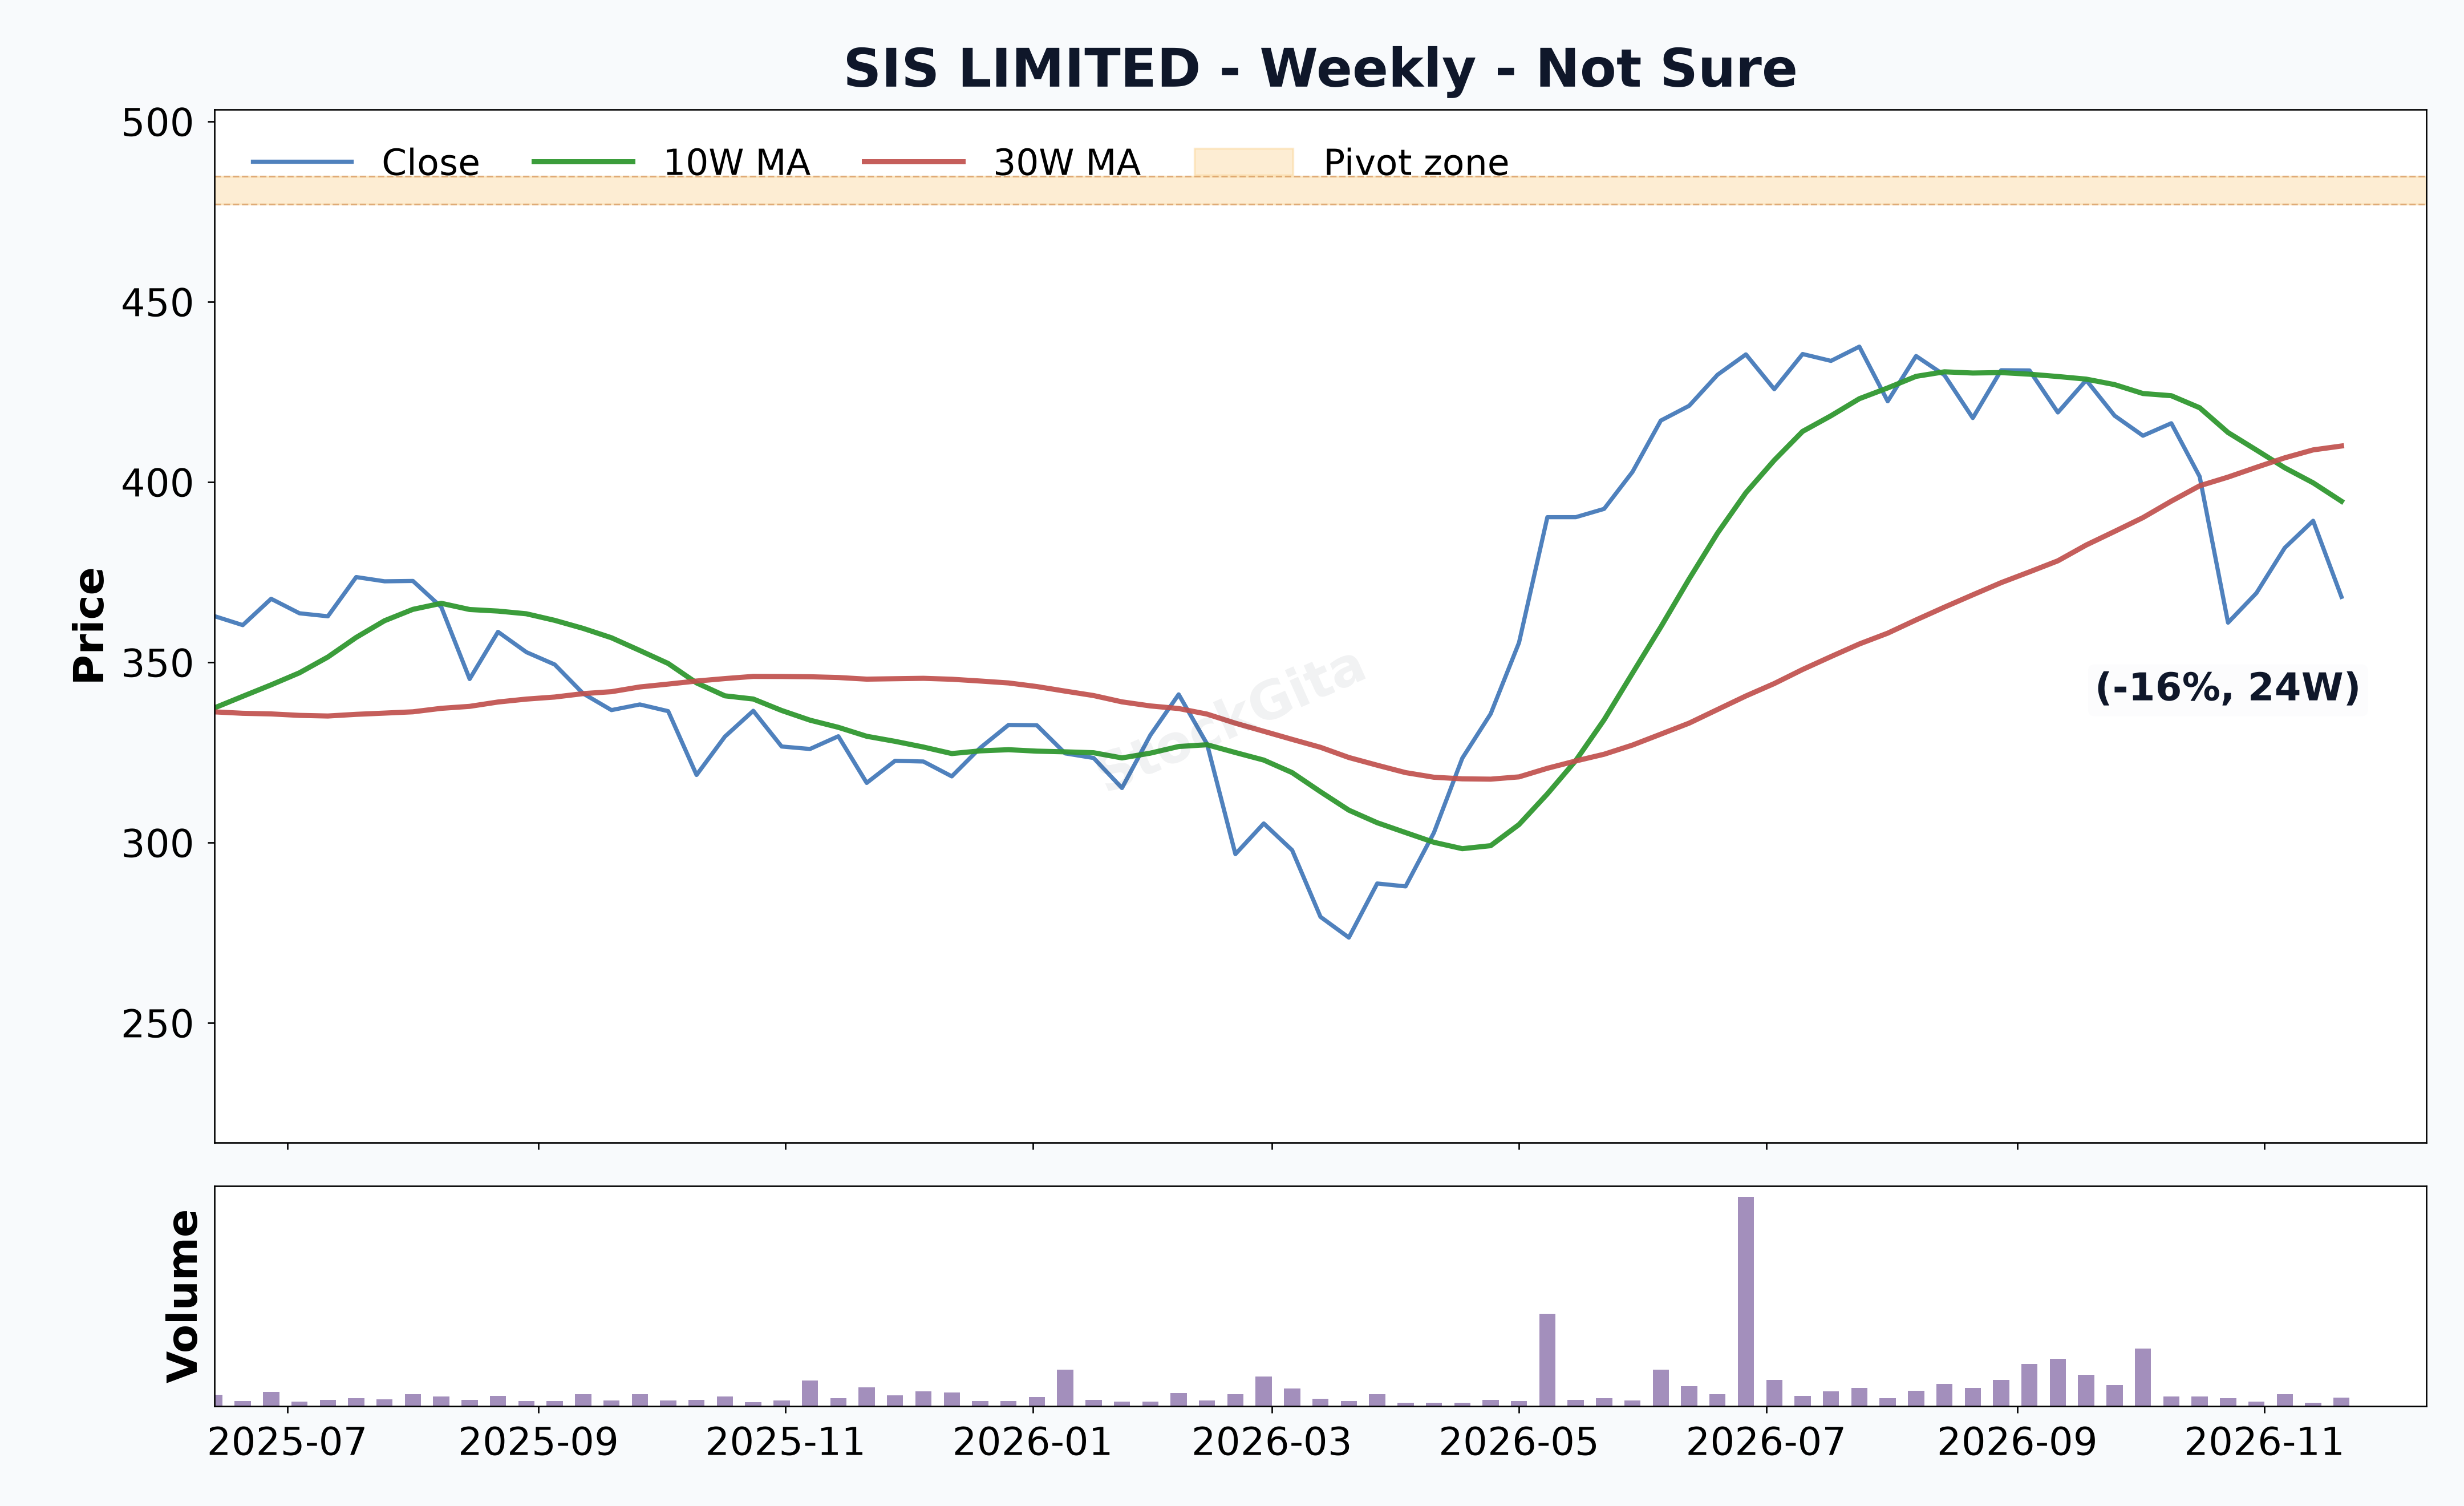 SIS LIMITED - Weekly - Not Sure
Close 10W MA 30W MA Pivot zone
500
450
400
350
300
250
Price
StockGita
(-16%, 24W)
Volume
2025-07 2025-09 2025-11 2026-01 2026-03 2026-05 2026-07 2026-09 2026-11